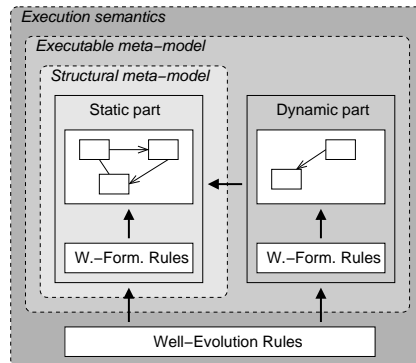 Execution semantics
Executable meta−model
Structural meta−model
Static part
Dynamic part
W.−Form. Rules
W.−Form. Rules
Well−Evolution Rules